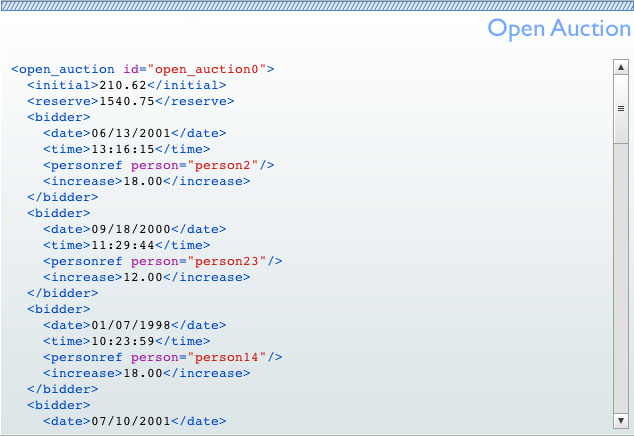 Open Auction
<open_auction id="open_auction0">
  <initial>210.62</initial>
  <reserve>1540.75</reserve>
  <bidder>
    <date>06/13/2001</date>
    <time>13:16:15</time>
    <personref person="person2"/>
    <increase>18.00</increase>
  </bidder>
  <bidder>
    <date>09/18/2000</date>
    <time>11:29:44</time>
    <personref person="person23"/>
    <increase>12.00</increase>
  </bidder>
  <bidder>
    <date>01/07/1998</date>
    <time>10:23:59</time>
    <personref person="person14"/>
    <increase>18.00</increase>
  </bidder>
  <bidder>
    <date>07/10/2001</date>